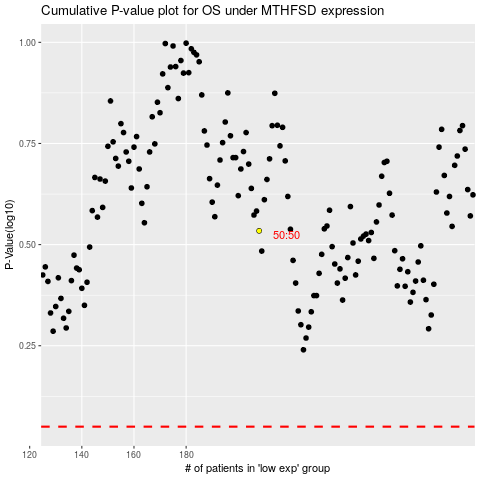 Cumulative P-value plot for OS under MTHFSD expression
P-Value(log10)
1.00
0.75
0.50
0.25
50:50
120 140 160 180
# of patients in 'low exp' group